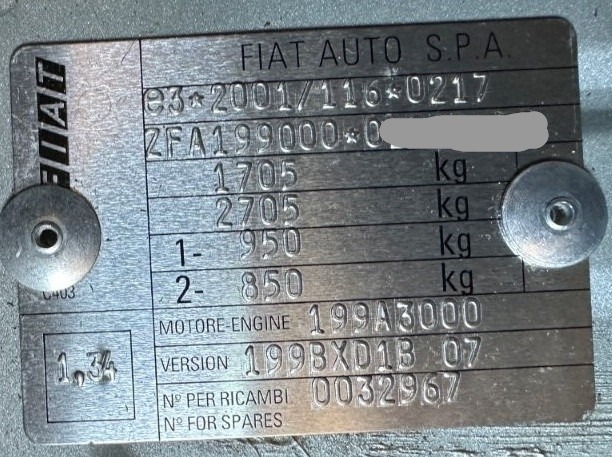 FIAT AUTO S.P.A.
FIAT
e3*2001/116*0217
ZFA199000*0
1705 kg
2705 kg
1- 950 kg
2- 850 kg
C403
MOTORE-ENGINE 199A3000
1,34
VERSION 199BXD1B 07
Nº PER RICAMBI 0032967
Nº FOR SPARES